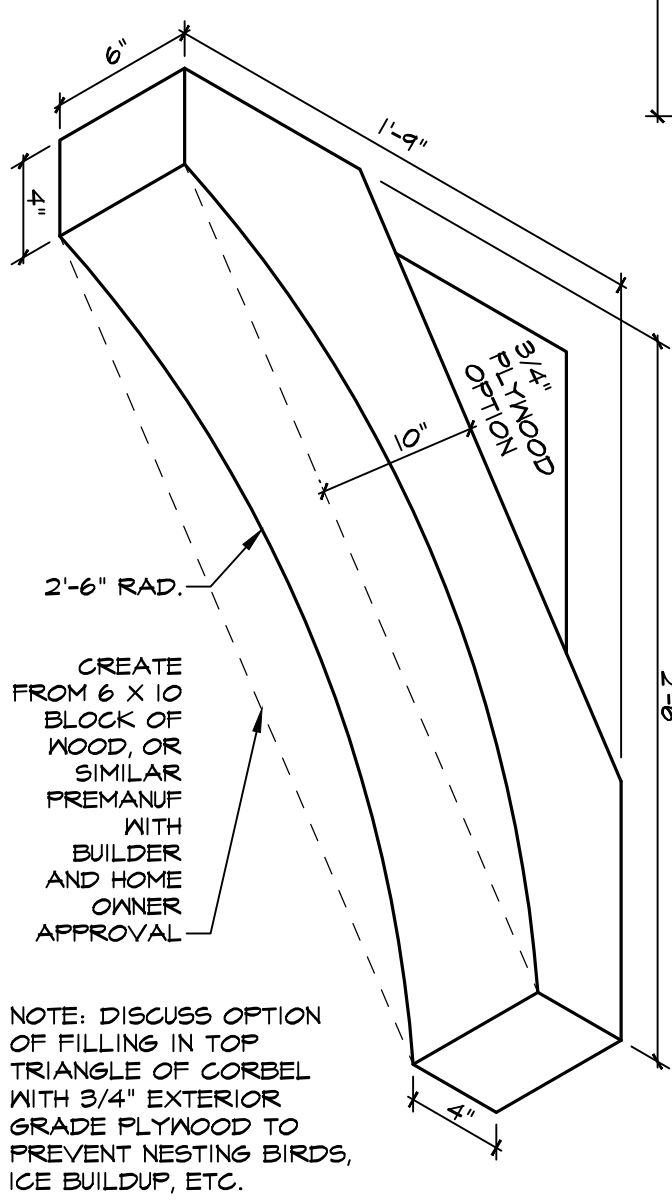 6"
1'-9"
4"
3/4"
PLYWOOD
OPTION
10"
2'-6" RAD.
CREATE
FROM 6 X 10
BLOCK OF
WOOD, OR
SIMILAR
PREMANUF
WITH
BUILDER
AND HOME
OWNER
APPROVAL
NOTE: DISCUSS OPTION
OF FILLING IN TOP
TRIANGLE OF CORBEL
WITH 3/4" EXTERIOR
GRADE PLYWOOD TO
PREVENT NESTING BIRDS,
ICE BUILDUP, ETC.
4"